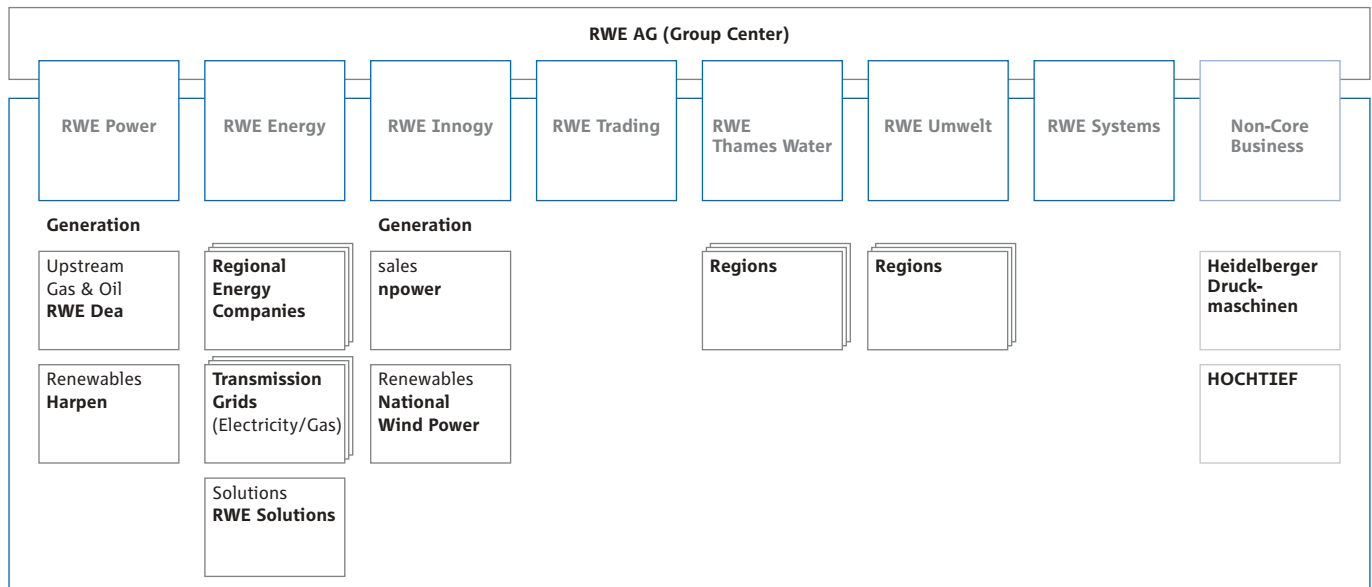 RWE AG (Group Center)
RWE Power
RWE Energy
RWE Innogy
RWE Trading
RWE
Thames Water
RWE Umwelt
RWE Systems
Non-Core
Business
Generation
Upstream
Gas & Oil
RWE Dea
Renewables
Harpen
Regional
Energy
Companies
Transmission
Grids
(Electricity/Gas)
Solutions
RWE Solutions
Generation
sales
npower
Renewables
National
Wind Power
Regions
Regions
Heidelberger
Druck-
maschinen
HOCHTIEF